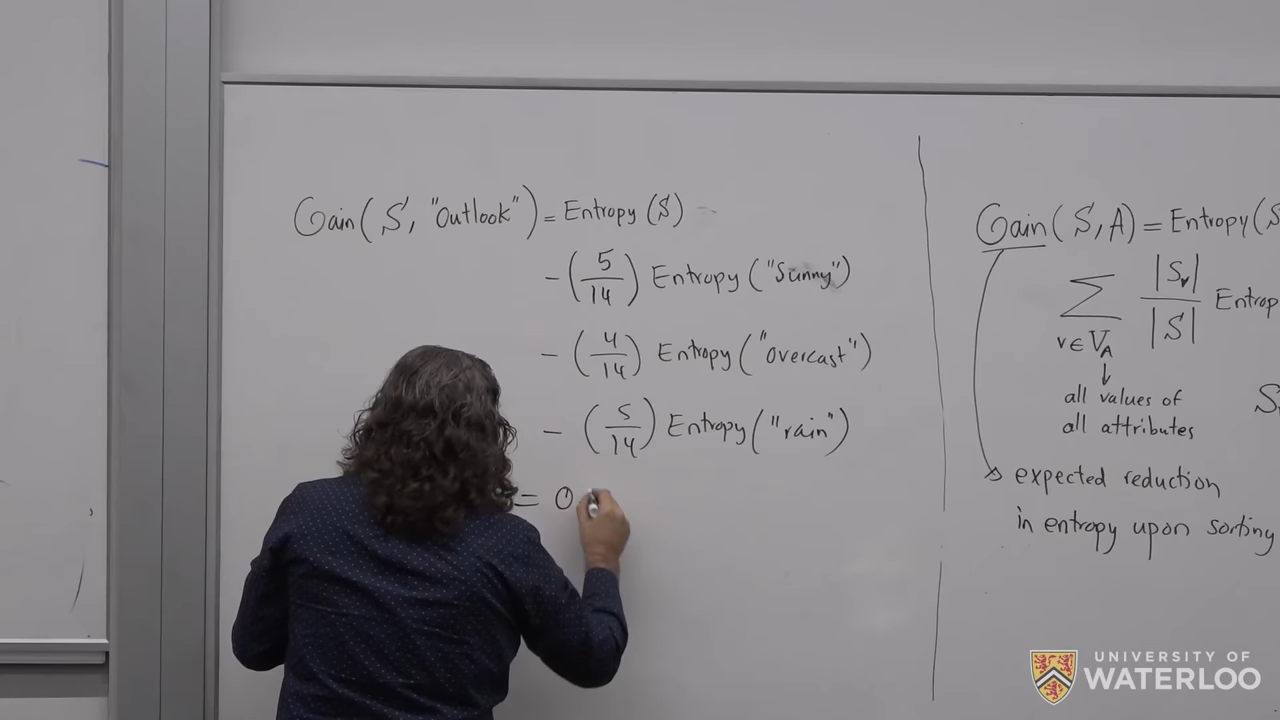 Gain(S, "Outlook") = Entropy(S)
- (5/14) Entropy("Sunny")
- (4/14) Entropy("overcast")
- (5/14) Entropy("rain")
= 0.
Gain(S, A) = Entropy(S
∑ v∈V_A |S_v|/|S| Entrop
all values of
all attributes
S
expected reduction
in entropy upon sorting
UNIVERSITY OF
WATERLOO